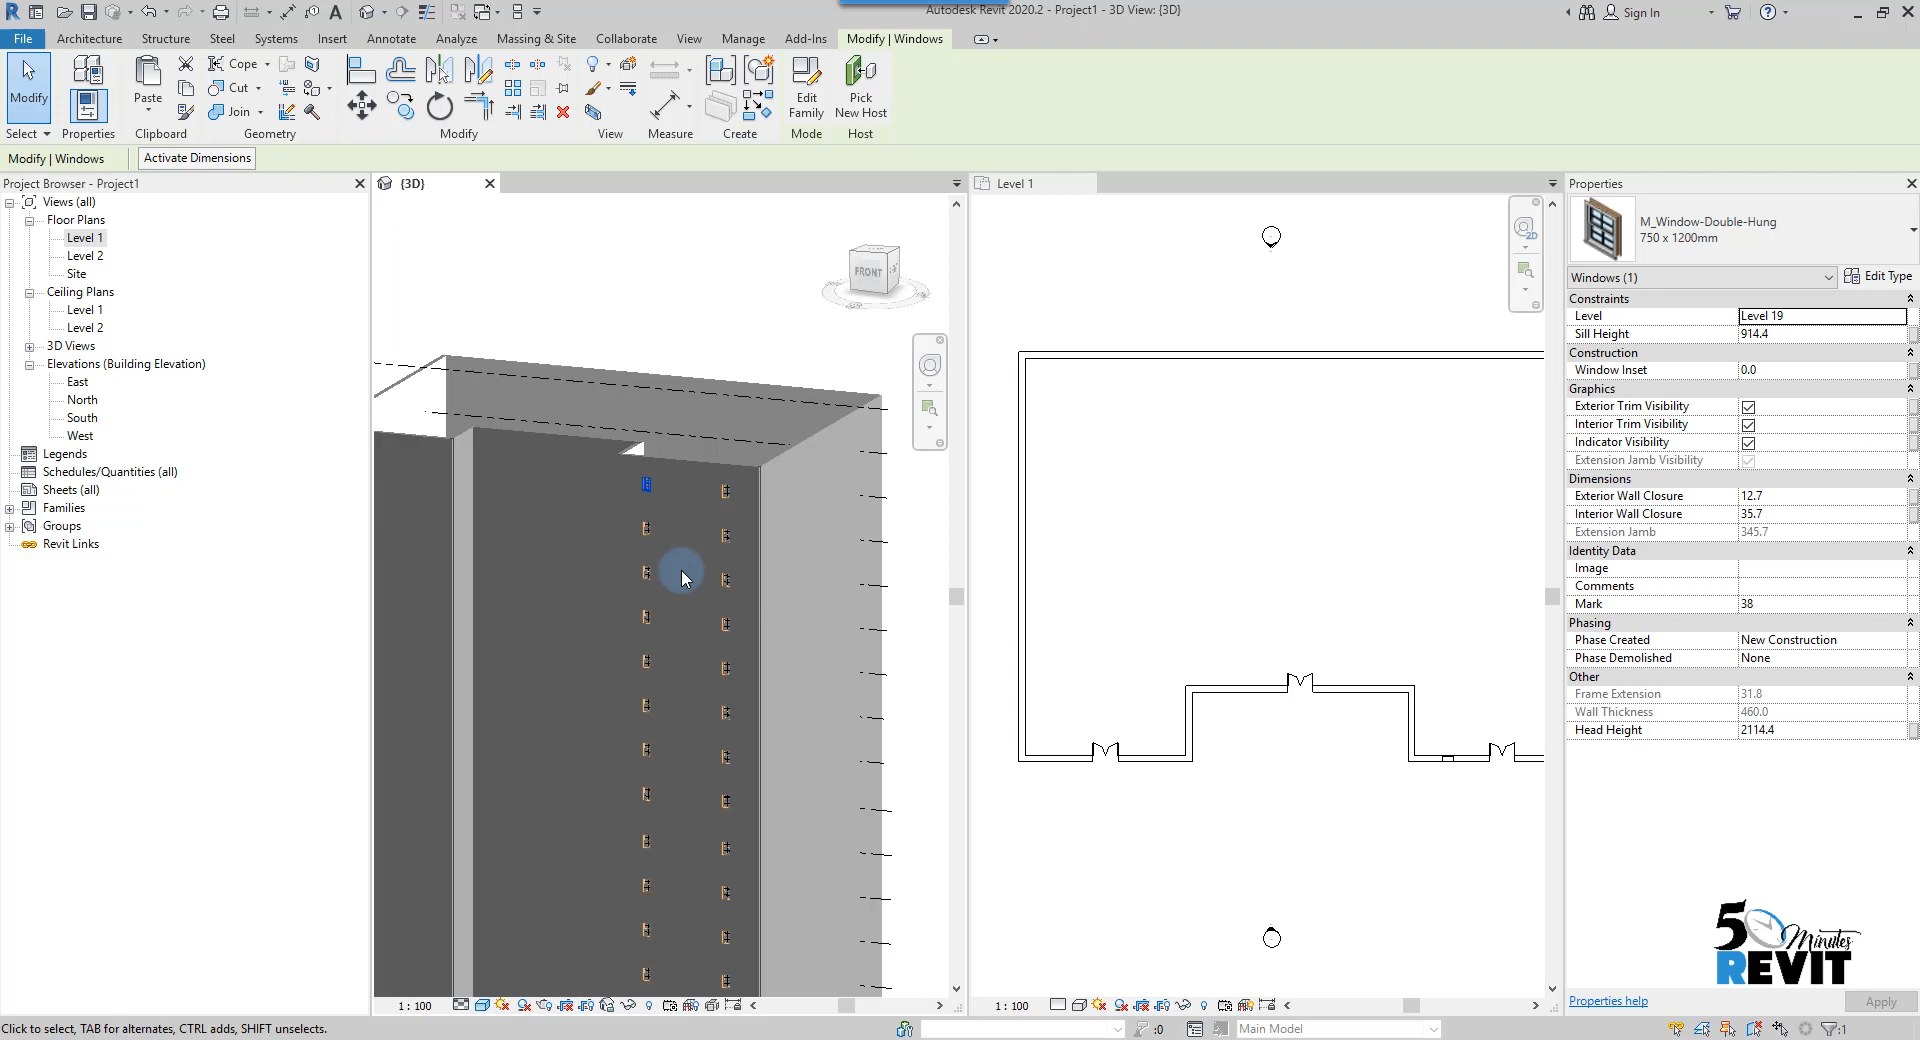 Autodesk Revit 2020.2 - Project1 - 3D View: {3D}
Sign In
File
Architecture
Structure
Steel
Systems
Insert
Annotate
Analyze
Massing & Site
Collaborate
View
Manage
Add-Ins
Modify | Windows
Modify
Paste
Cope
Cut
Join
Edit
Family
Pick
New Host
Select
Properties
Clipboard
Geometry
Modify
View
Measure
Create
Mode
Host
Modify | Windows
Activate Dimensions
Project Browser - Project1
{3D}
Level 1
Properties
Views (all)
Floor Plans
Level 1
Level 2
Site
Ceiling Plans
Level 1
Level 2
3D Views
Elevations (Building Elevation)
East
North
South
West
Legends
Schedules/Quantities (all)
Sheets (all)
Families
Groups
Revit Links
FRONT
2D
M_Window-Double-Hung
750 x 1200mm
Windows (1)
Edit Type
Constraints
Level Level 19
Sill Height 914.4
Construction
Window Inset 0.0
Graphics
Exterior Trim Visibility
Interior Trim Visibility
Indicator Visibility
Extension Jamb Visibility
Dimensions
Exterior Wall Closure 12.7
Interior Wall Closure 35.7
Extension Jamb 345.7
Identity Data
Image
Comments
Mark 38
Phasing
Phase Created New Construction
Phase Demolished None
Other
Frame Extension 31.8
Wall Thickness 460.0
Head Height 2114.4
5 Minutes
REVIT
Properties help
Apply
1 : 100
1 : 100
Click to select, TAB for alternates, CTRL adds, SHIFT unselects.
:0
Main Model
:1